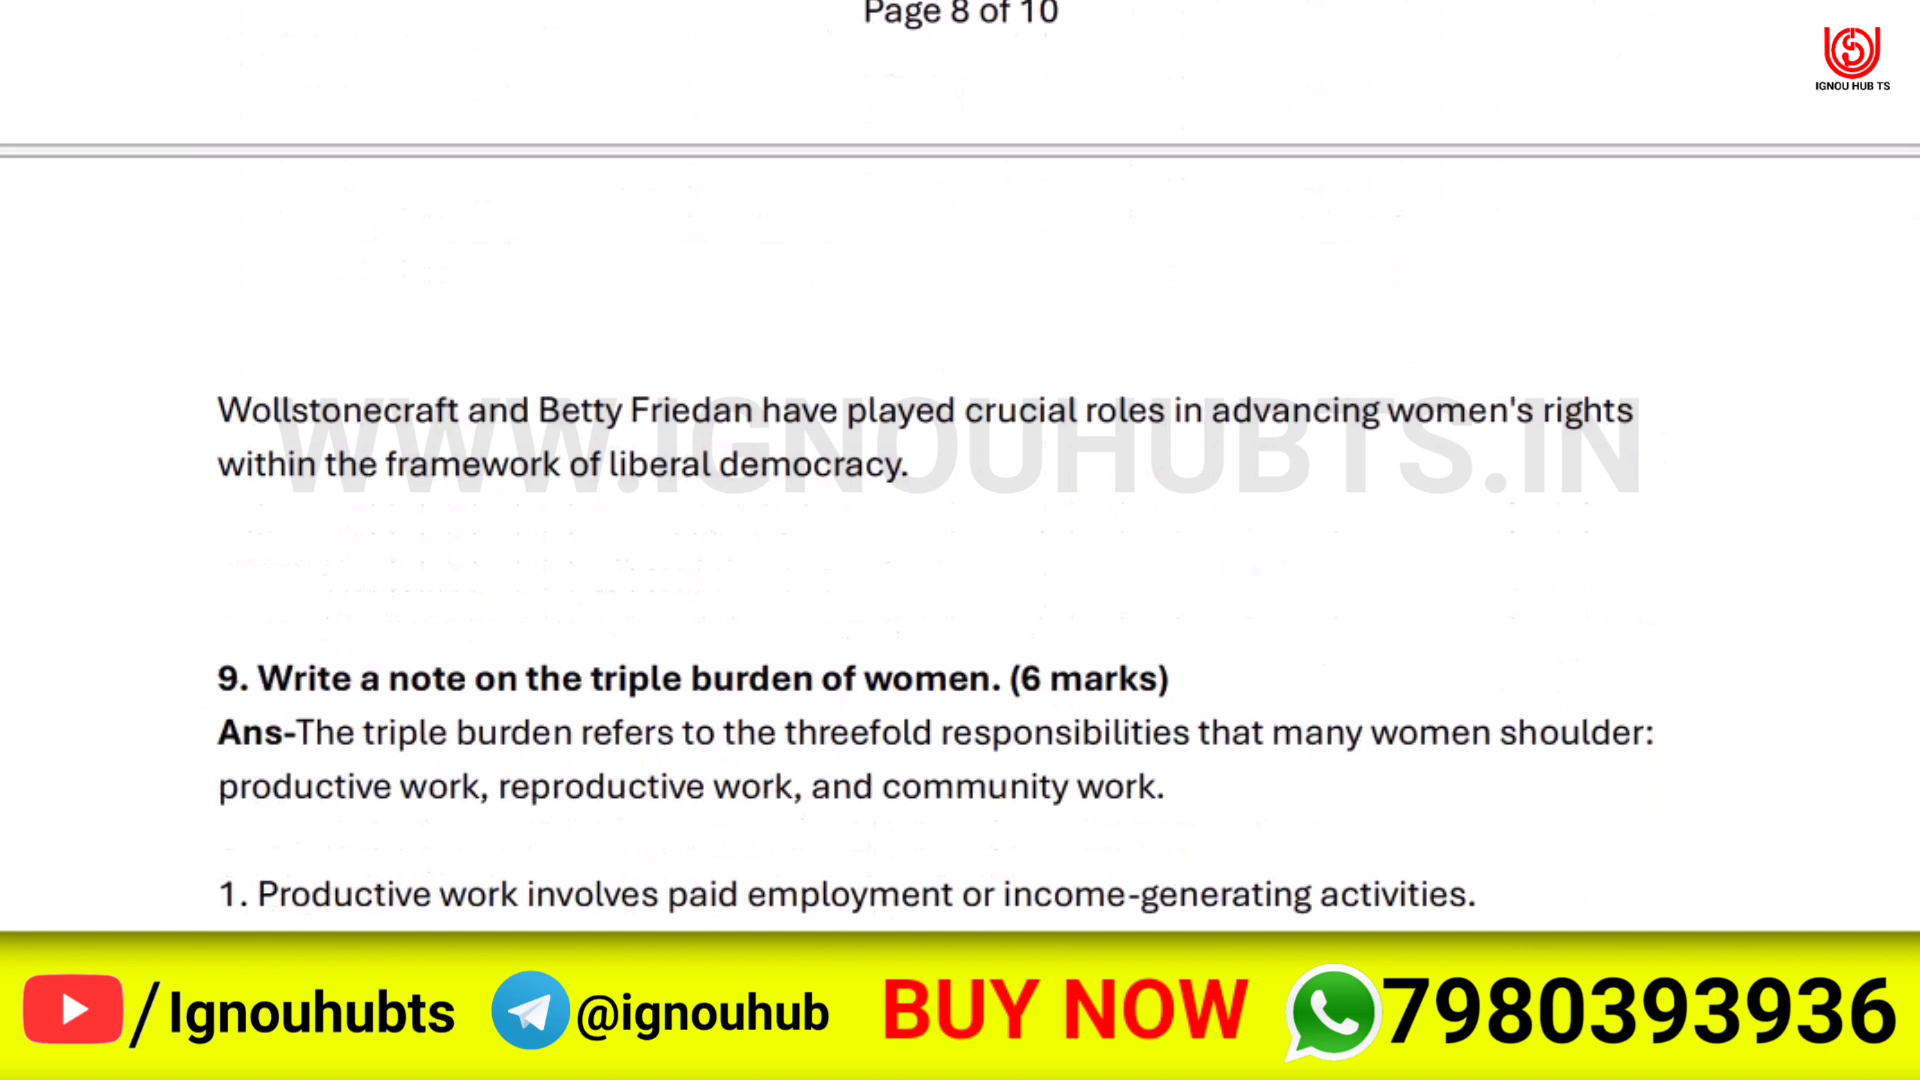 Page 8 of 10
IGNOU HUB TS
Wollstonecraft and Betty Friedan have played crucial roles in advancing women's rights
within the framework of liberal democracy.
WWW.IGNOUHUBTS.IN
9. Write a note on the triple burden of women. (6 marks)
Ans-The triple burden refers to the threefold responsibilities that many women shoulder:
productive work, reproductive work, and community work.
1. Productive work involves paid employment or income-generating activities.
/Ignouhubts @ignouhub BUY NOW 7980393936